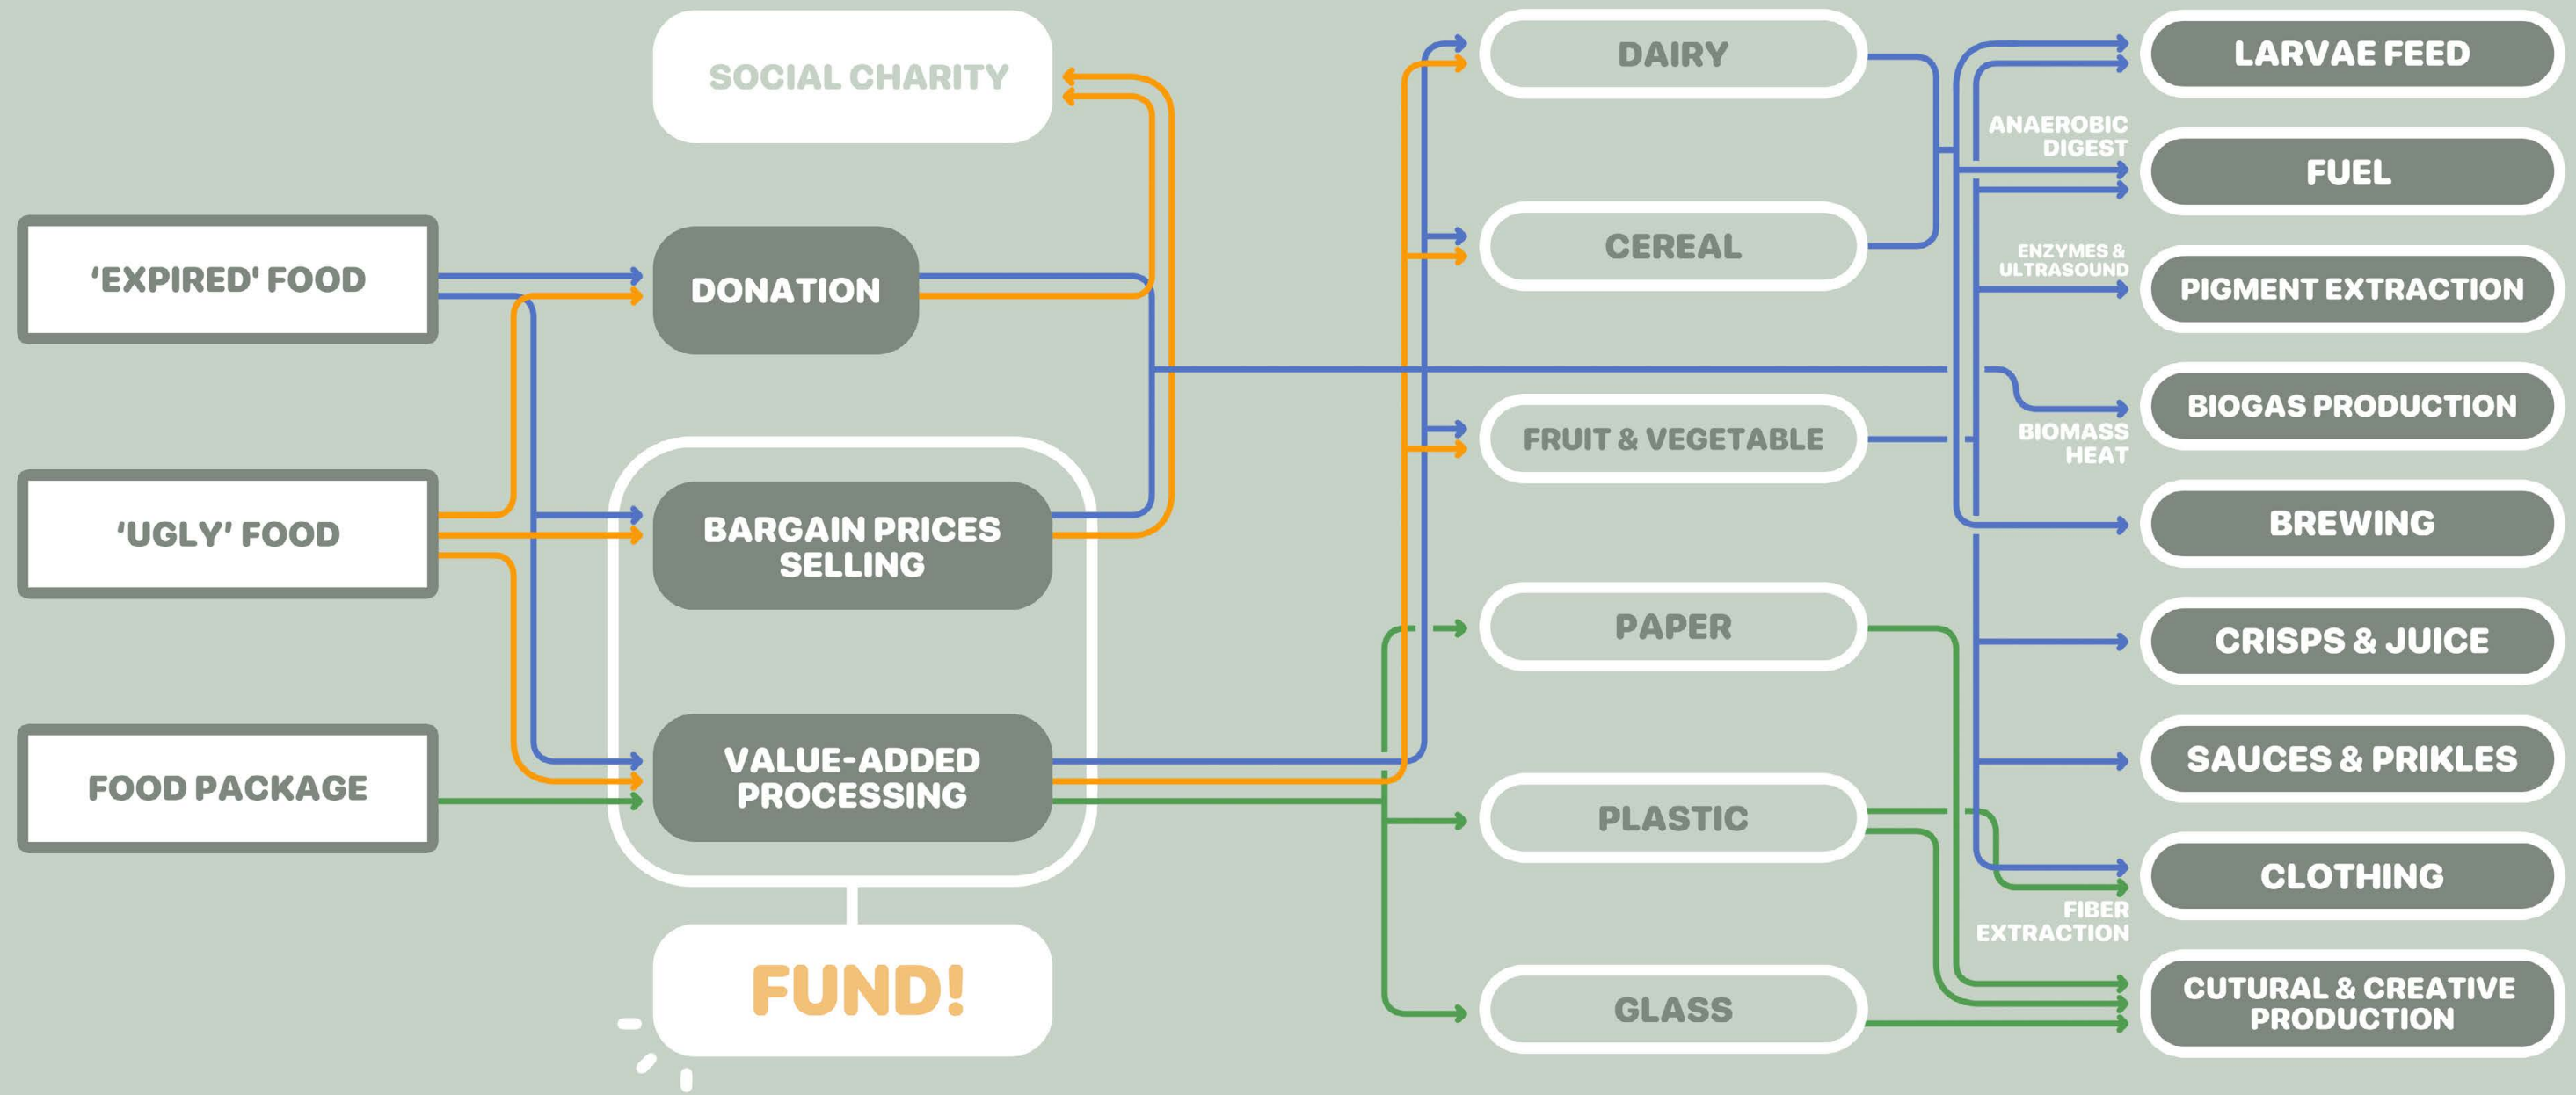 SOCIAL CHARITY
'EXPIRED' FOOD
DONATION
'UGLY' FOOD
BARGAIN PRICES
SELLING
FOOD PACKAGE
VALUE-ADDED
PROCESSING
FUND!
DAIRY
CEREAL
FRUIT & VEGETABLE
PAPER
PLASTIC
GLASS
LARVAE FEED
ANAEROBIC
DIGEST
FUEL
ENZYMES &
ULTRASOUND
PIGMENT EXTRACTION
BIOGAS PRODUCTION
BIOMASS
HEAT
BREWING
CRISPS & JUICE
SAUCES & PRIKLES
CLOTHING
FIBER
EXTRACTION
CUTURAL & CREATIVE
PRODUCTION